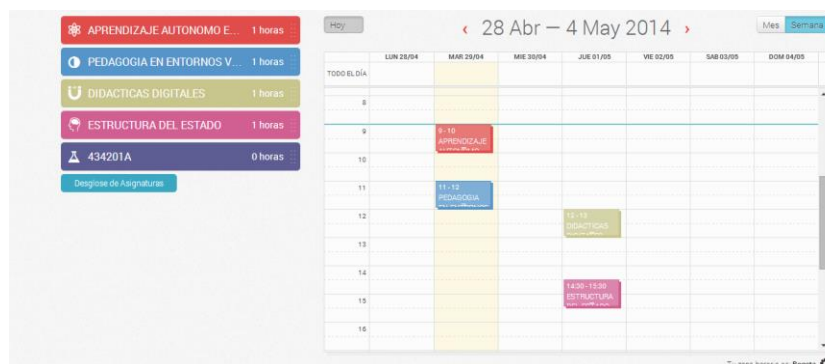 APRENDIZAJE AUTONOMO E... 1 horas
PEDAGOGIA EN ENTORNOS V... 1 horas
DIDACTICAS DIGITALES 1 horas
ESTRUCTURA DEL ESTADO 1 horas
434201A 0 horas
Desglose de Asignaturas
Hoy
‹ 28 Abr — 4 May 2014 ›
Mes Semana
LUN 28/04 MAR 29/04 MIE 30/04 JUE 01/05 VIE 02/05 SAB 03/05 DOM 04/05
TODO EL DÍA
8
9
9 - 10
APRENDIZAJE
10
11
11 - 12
PEDAGOGIA
12
12 - 13
DIDACTICAS
13
14
14:30 - 15:30
ESTRUCTURA
15
16